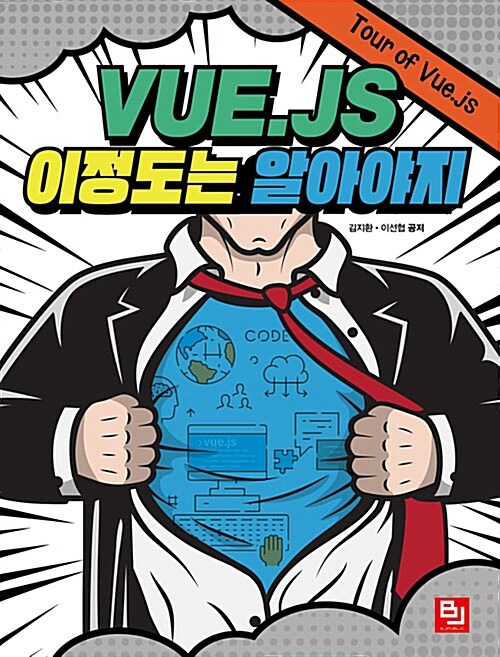 Tour of Vue.js
VUE.JS
이정도는 알아야지
김지환 • 이선협 공저
CODE
>vue.js
BJ
BJPUBLIC